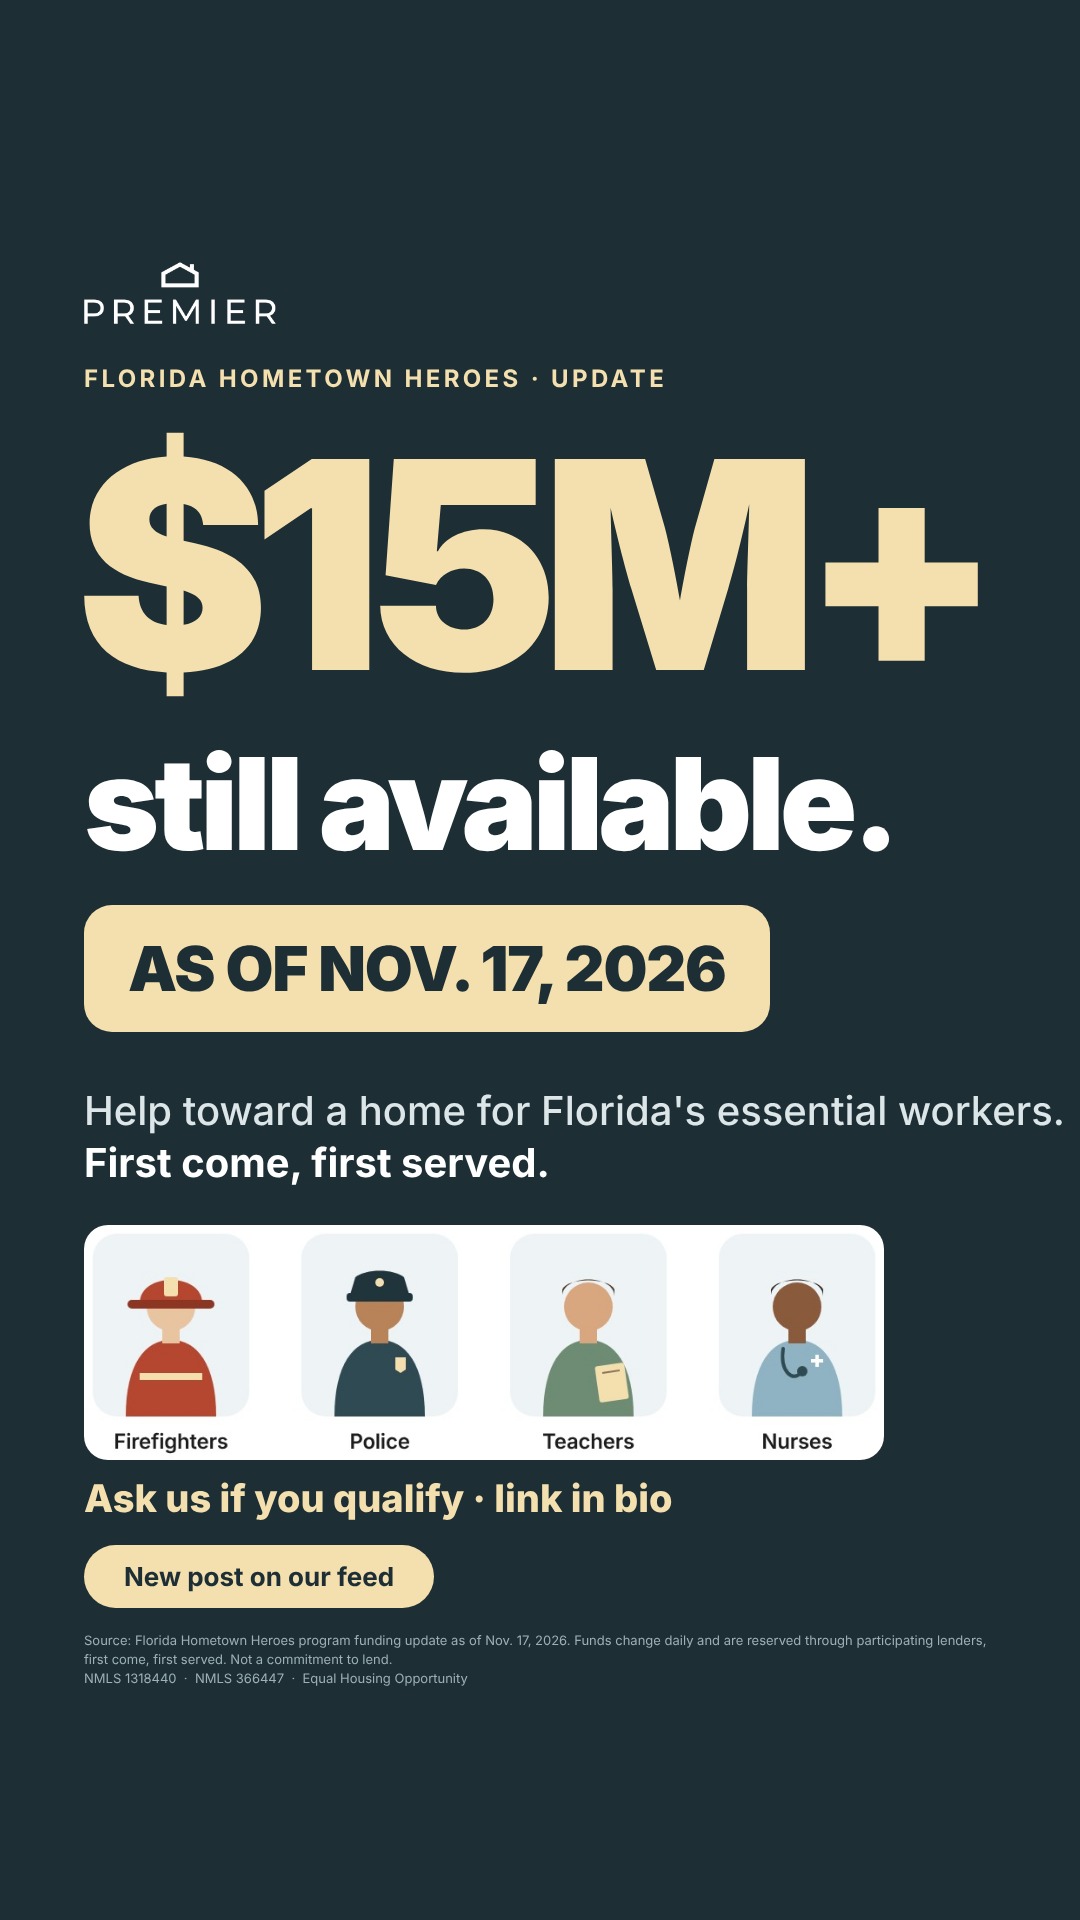 PREMIER
FLORIDA HOMETOWN HEROES · UPDATE
$15M+
still available.
AS OF NOV. 17, 2026
Help toward a home for Florida's essential workers.
First come, first served.
Firefighters Police Teachers Nurses
Ask us if you qualify · link in bio
New post on our feed
Source: Florida Hometown Heroes program funding update as of Nov. 17, 2026. Funds change daily and are reserved through participating lenders,
first come, first served. Not a commitment to lend.
NMLS 1318440 · NMLS 366447 · Equal Housing Opportunity